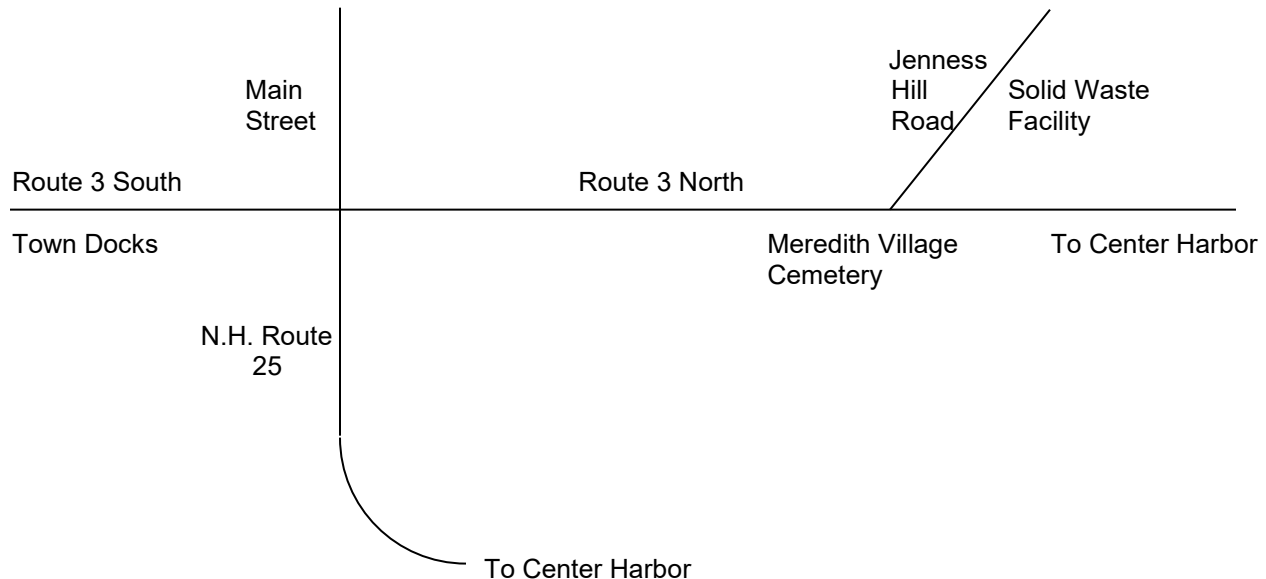 Main
Street
Jenness
Hill
Road
Solid Waste
Facility
Route 3 South
Route 3 North
Town Docks
Meredith Village
Cemetery
To Center Harbor
N.H. Route
25
To Center Harbor